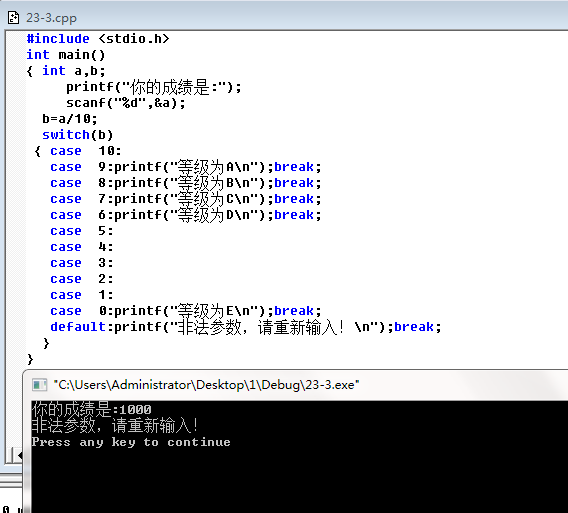 23-3.cpp
#include <stdio.h>
int main()
{ int a,b;
printf("你的成绩是:");
scanf("%d",&a);
b=a/10;
switch(b)
{ case 10:
case 9:printf("等级为A\n");break;
case 8:printf("等级为B\n");break;
case 7:printf("等级为C\n");break;
case 6:printf("等级为D\n");break;
case 5:
case 4:
case 3:
case 2:
case 1:
case 0:printf("等级为E\n");break;
default:printf("非法参数，请重新输入！\n");break;
}
}
"C:\Users\Administrator\Desktop\1\Debug\23-3.exe"
你的成绩是:1000
非法参数，请重新输入！
Press any key to continue